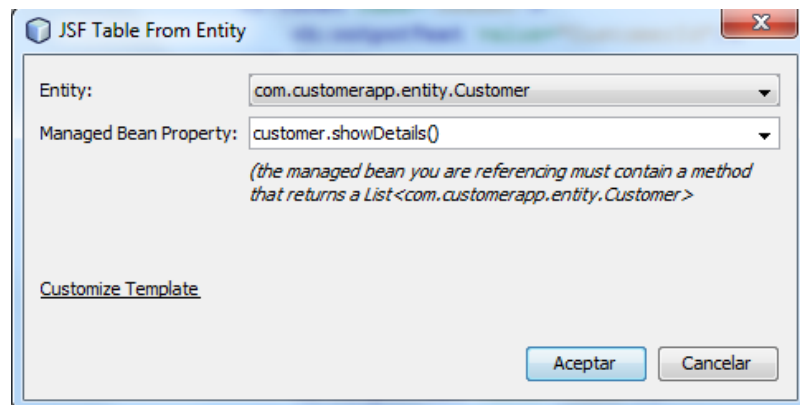 JSF Table From Entity
Entity: com.customerapp.entity.Customer
Managed Bean Property: customer.showDetails()
(the managed bean you are referencing must contain a method
that returns a List<com.customerapp.entity.Customer>
Customize Template
Aceptar Cancelar